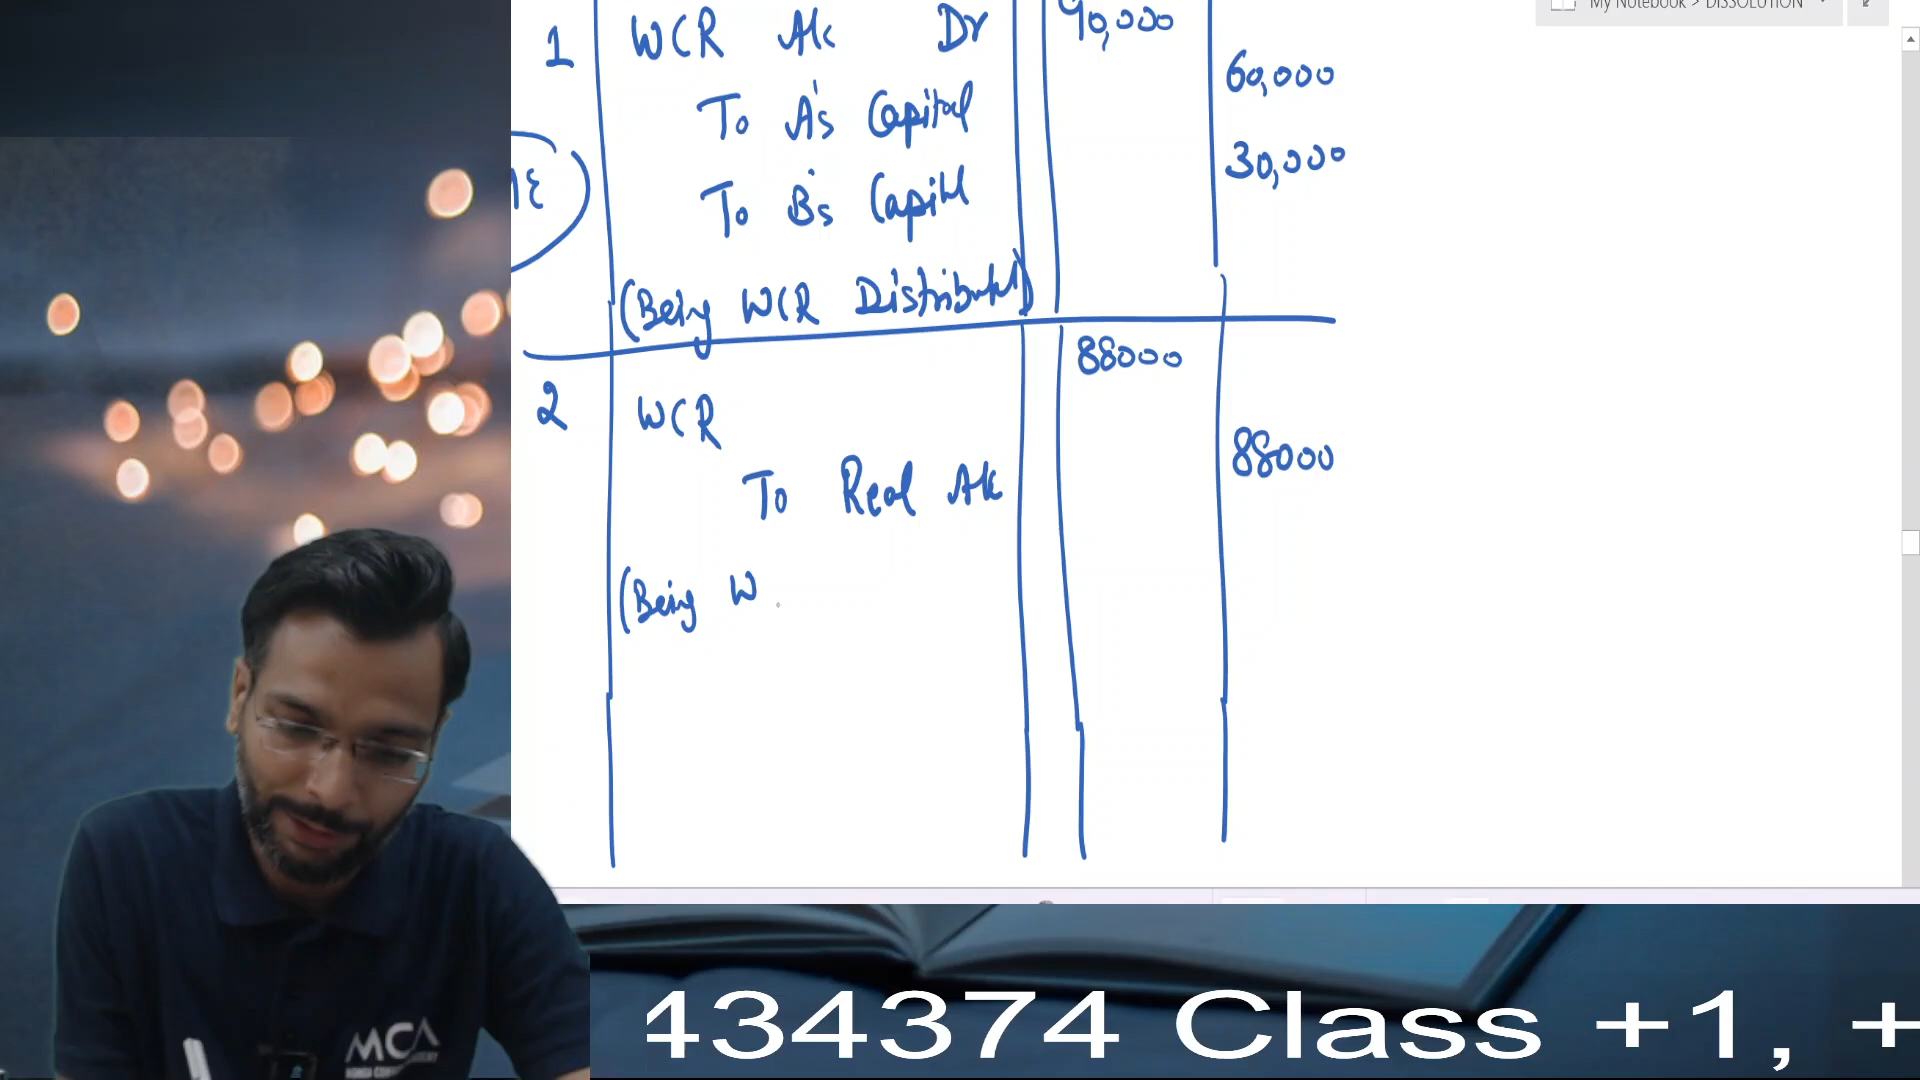 My Notebook > DISSOLUTION
1 WCR A/c Dr 90,000
To A's Capital 60,000
To B's Capital 30,000
(Being WCR Distributed)
2 WCR 88000
To Real A/c 88000
(Being W
MCA
434374 Class +1, +